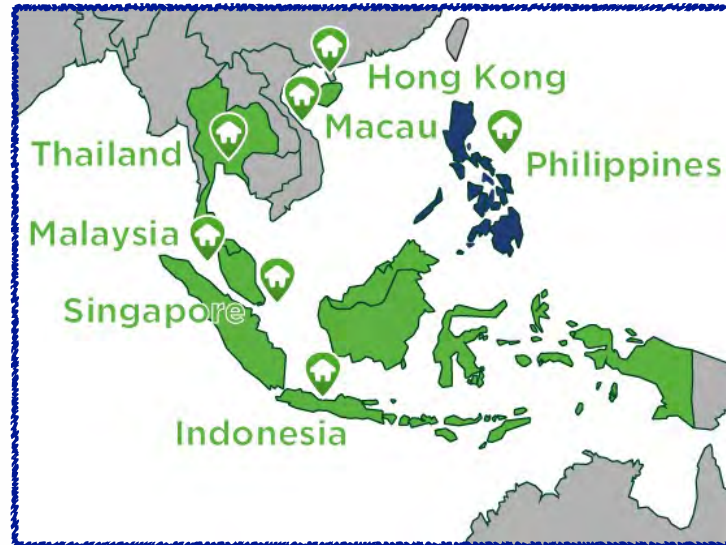 Hong Kong
Macau
Thailand
Philippines
Malaysia
Singapore
Indonesia